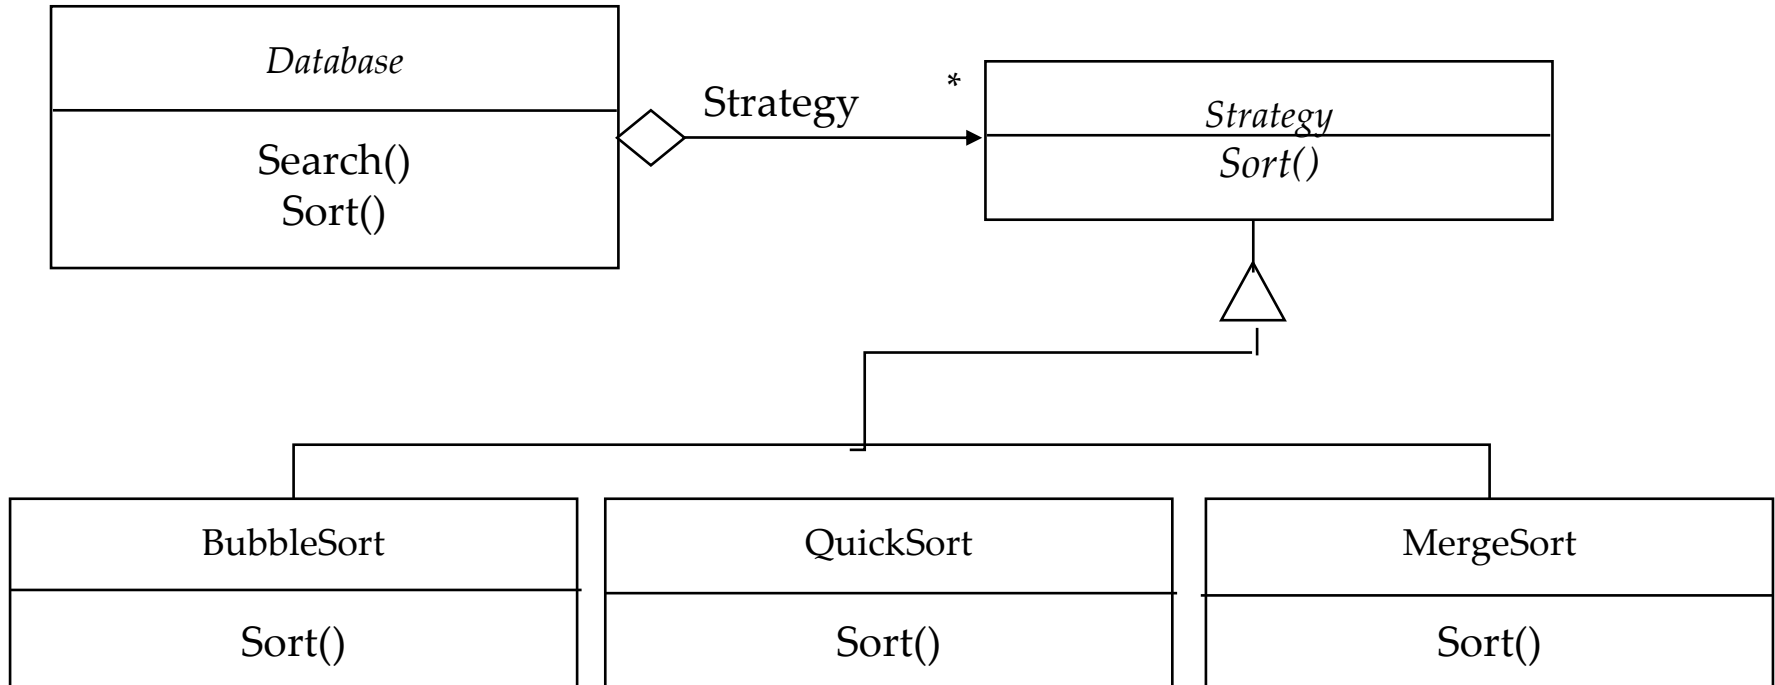 Database
Search()
Sort()
Strategy
*
Strategy
Sort()
BubbleSort
Sort()
QuickSort
Sort()
MergeSort
Sort()